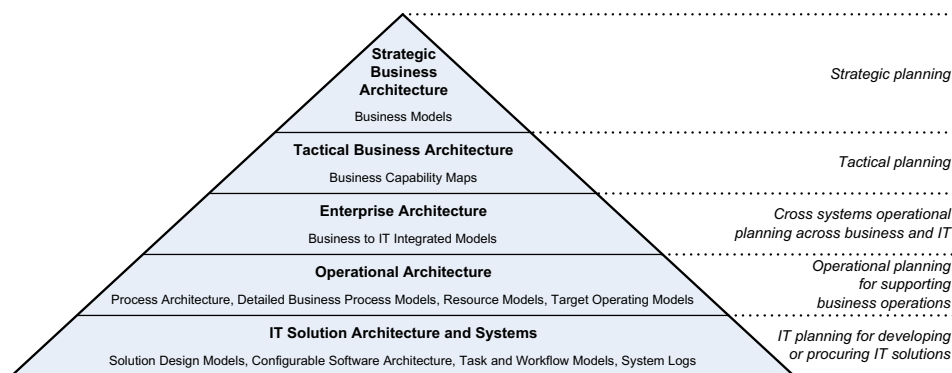 Strategic
Business
Architecture
Business Models
Strategic planning
Tactical Business Architecture
Business Capability Maps
Tactical planning
Enterprise Architecture
Business to IT Integrated Models
Cross systems operational
planning across business and IT
Operational Architecture
Process Architecture, Detailed Business Process Models, Resource Models, Target Operating Models
Operational planning
for supporting
business operations
IT Solution Architecture and Systems
Solution Design Models, Configurable Software Architecture, Task and Workflow Models, System Logs
IT planning for developing
or procuring IT solutions